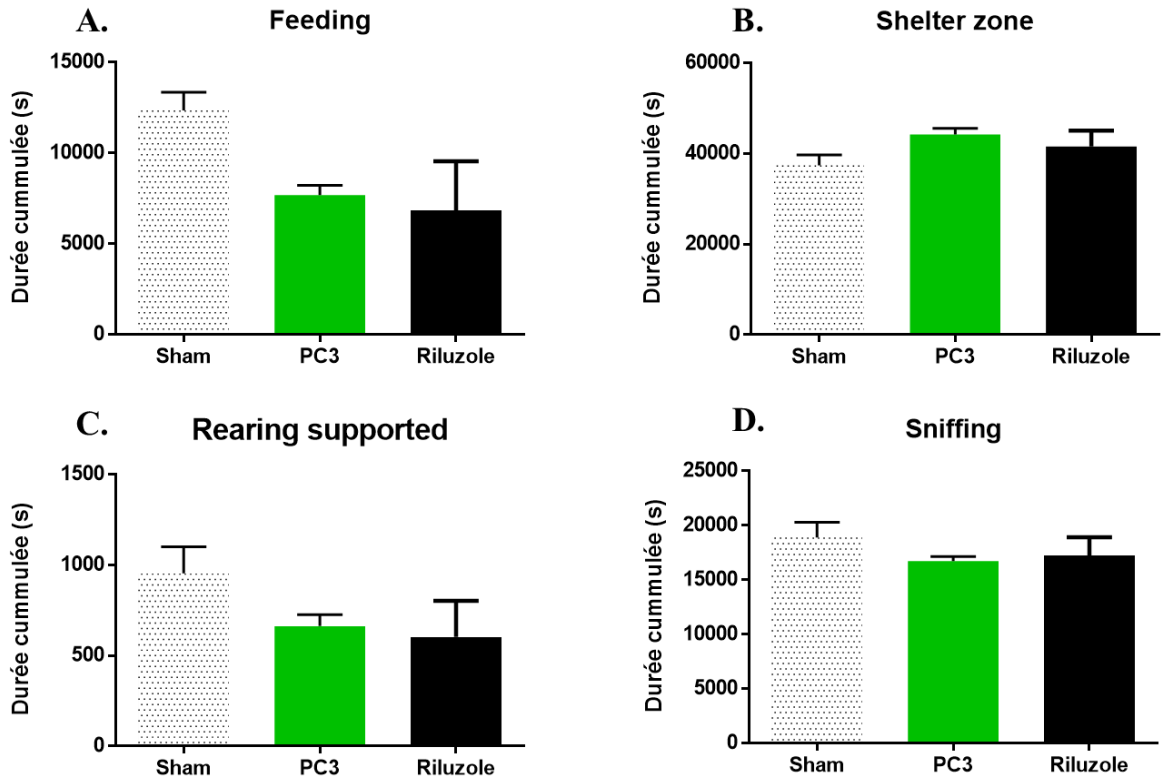 A.
Feeding
Durée cummulée (s)
15000
10000
5000
0
Sham PC3 Riluzole
B.
Shelter zone
Durée cummulée (s)
60000
40000
20000
0
Sham PC3 Riluzole
C.
Rearing supported
Durée cummulée (s)
1500
1000
500
0
Sham PC3 Riluzole
D.
Sniffing
Durée cummulée (s)
25000
20000
15000
10000
5000
0
Sham PC3 Riluzole